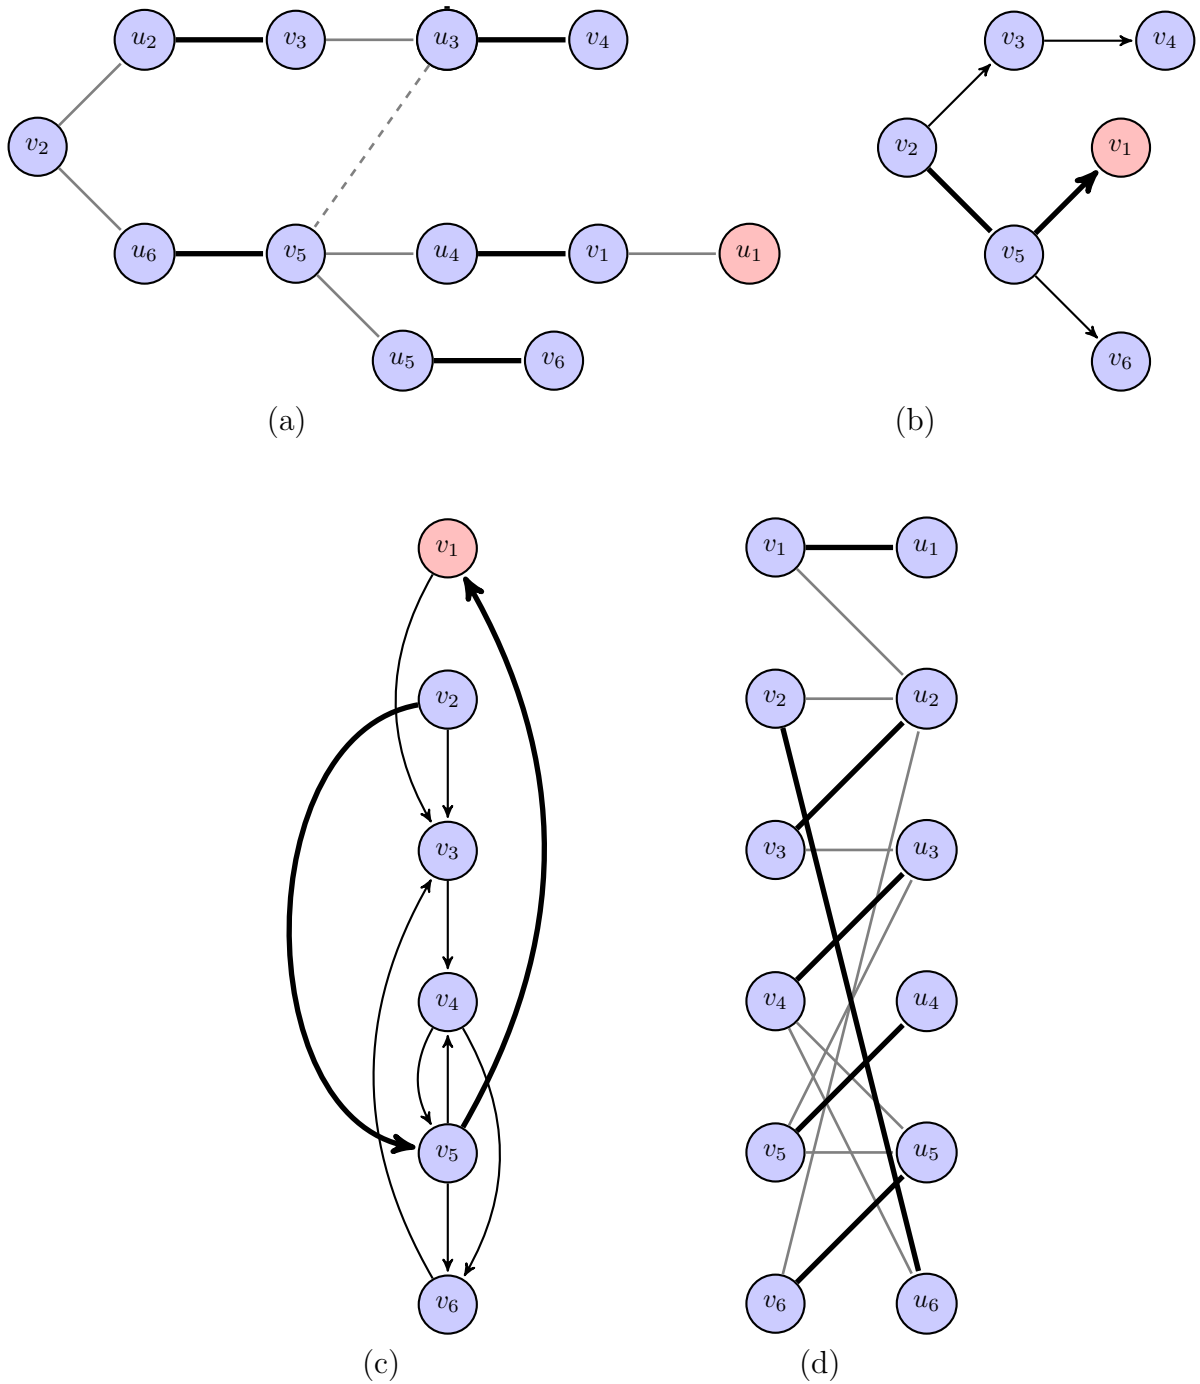 u₂ v₃ u₃ v₄
v₂
u₆ v₅ u₄ v₁ u₁
u₅ v₆
(a)
v₃ v₄
v₂ v₁
v₅
v₆
(b)
v₁
v₂
v₃
v₄
v₅
v₆
(c)
v₁ u₁
v₂ u₂
v₃ u₃
v₄ u₄
v₅ u₅
v₆ u₆
(d)